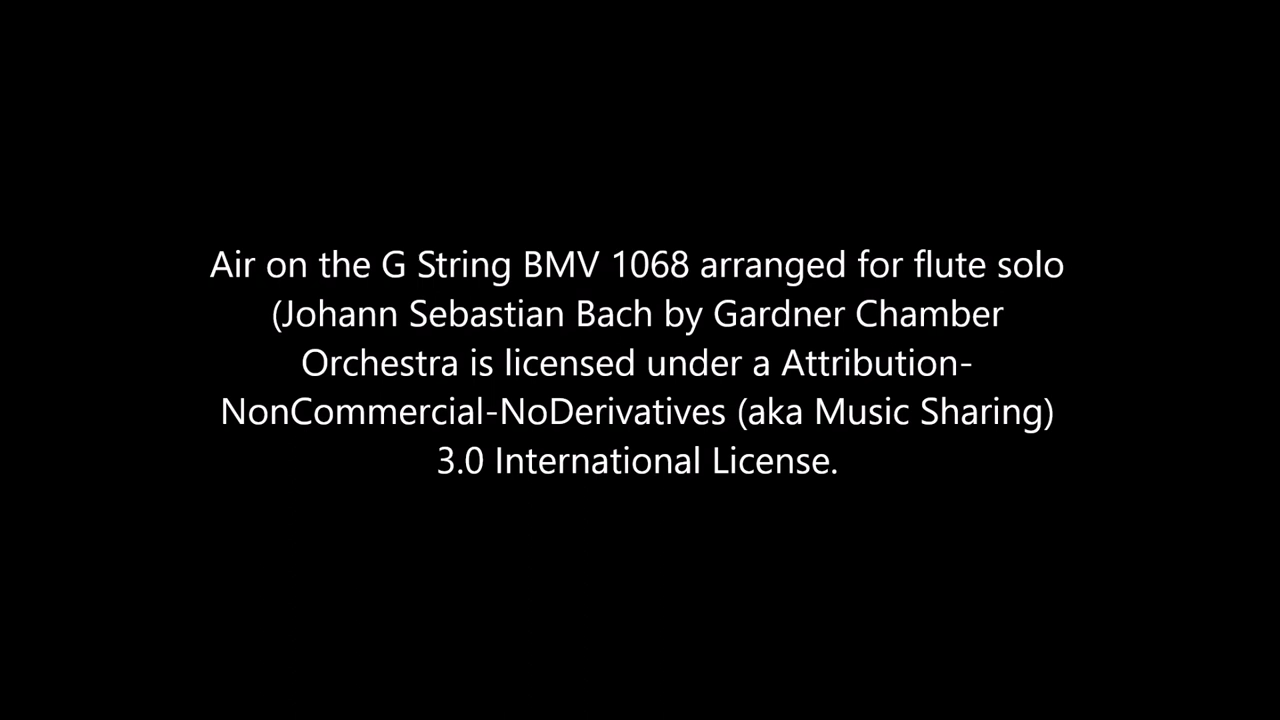 Air on the G String BMV 1068 arranged for flute solo
(Johann Sebastian Bach by Gardner Chamber
Orchestra is licensed under a Attribution-
NonCommercial-NoDerivatives (aka Music Sharing)
3.0 International License.